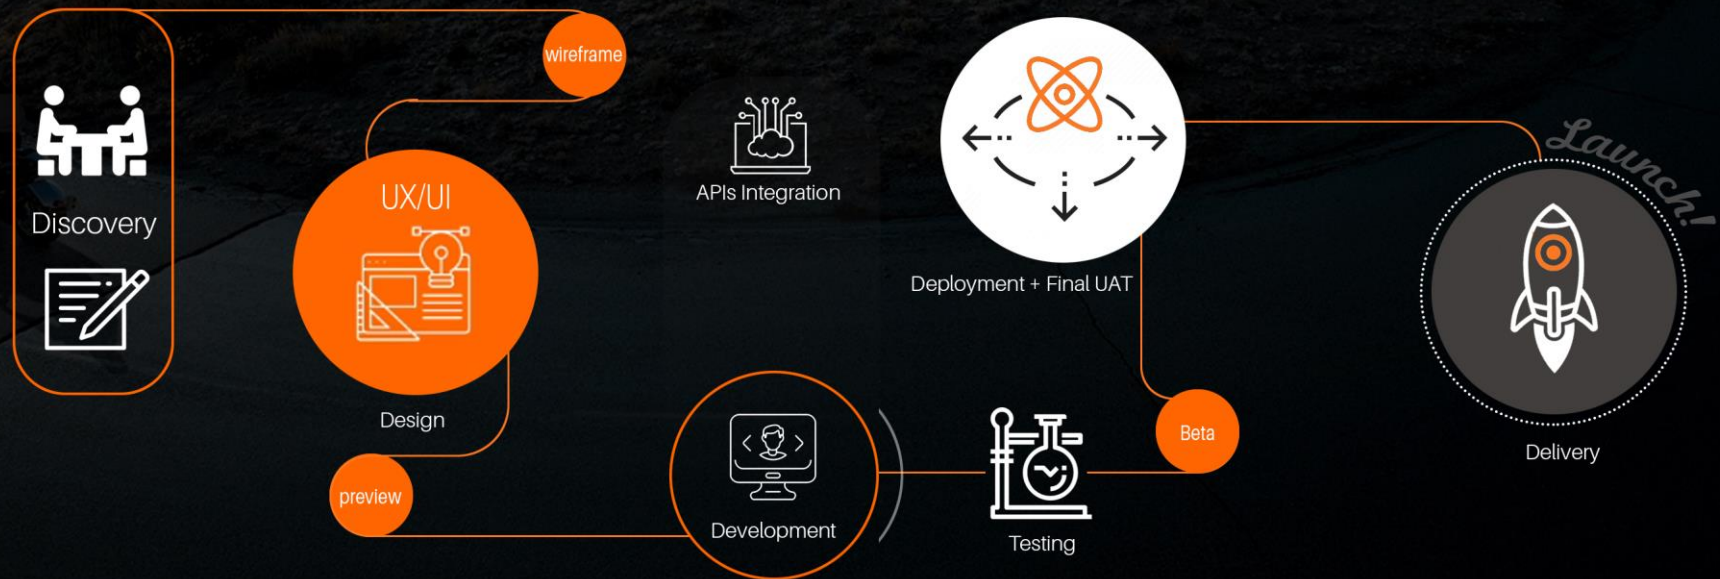 Discovery
wireframe
UX/UI
Design
preview
APIs Integration
Development
Testing
Beta
Deployment + Final UAT
Launch!
Delivery